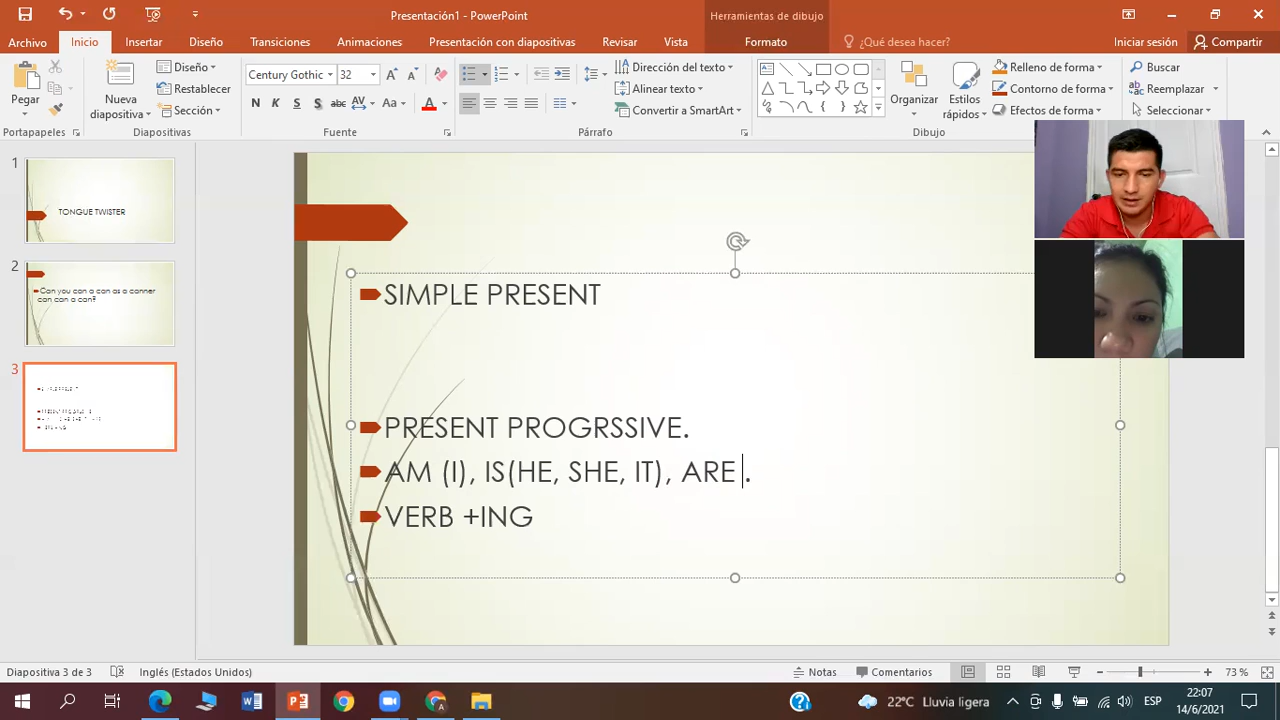 Presentación1 - PowerPoint
Herramientas de dibujo
Archivo Inicio Insertar Diseño Transiciones Animaciones Presentación con diapositivas Revisar Vista Formato ¿Qué desea hacer? Iniciar sesión Compartir
Pegar
Nueva diapositiva
Diseño
Restablecer
Sección
Century Gothic 32
N K S S abc AV Aa A
Dirección del texto
Alinear texto
Convertir a SmartArt
Organizar
Estilos rápidos
Relleno de forma
Contorno de forma
Efectos de forma
Buscar
Reemplazar
Seleccionar
Portapapeles Diapositivas Fuente Párrafo Dibujo
1
TONGUE TWISTER
2
Can you can a can as a canner
can can a can?
3
SIMPLE PRESENT
PRESENT PROGRSSIVE.
AM (I), IS(HE, SHE, IT), ARE .
VERB +ING
Diapositiva 3 de 3 Inglés (Estados Unidos) Notas Comentarios 73 %
22°C Lluvia ligera ESP
22:07
14/6/2021